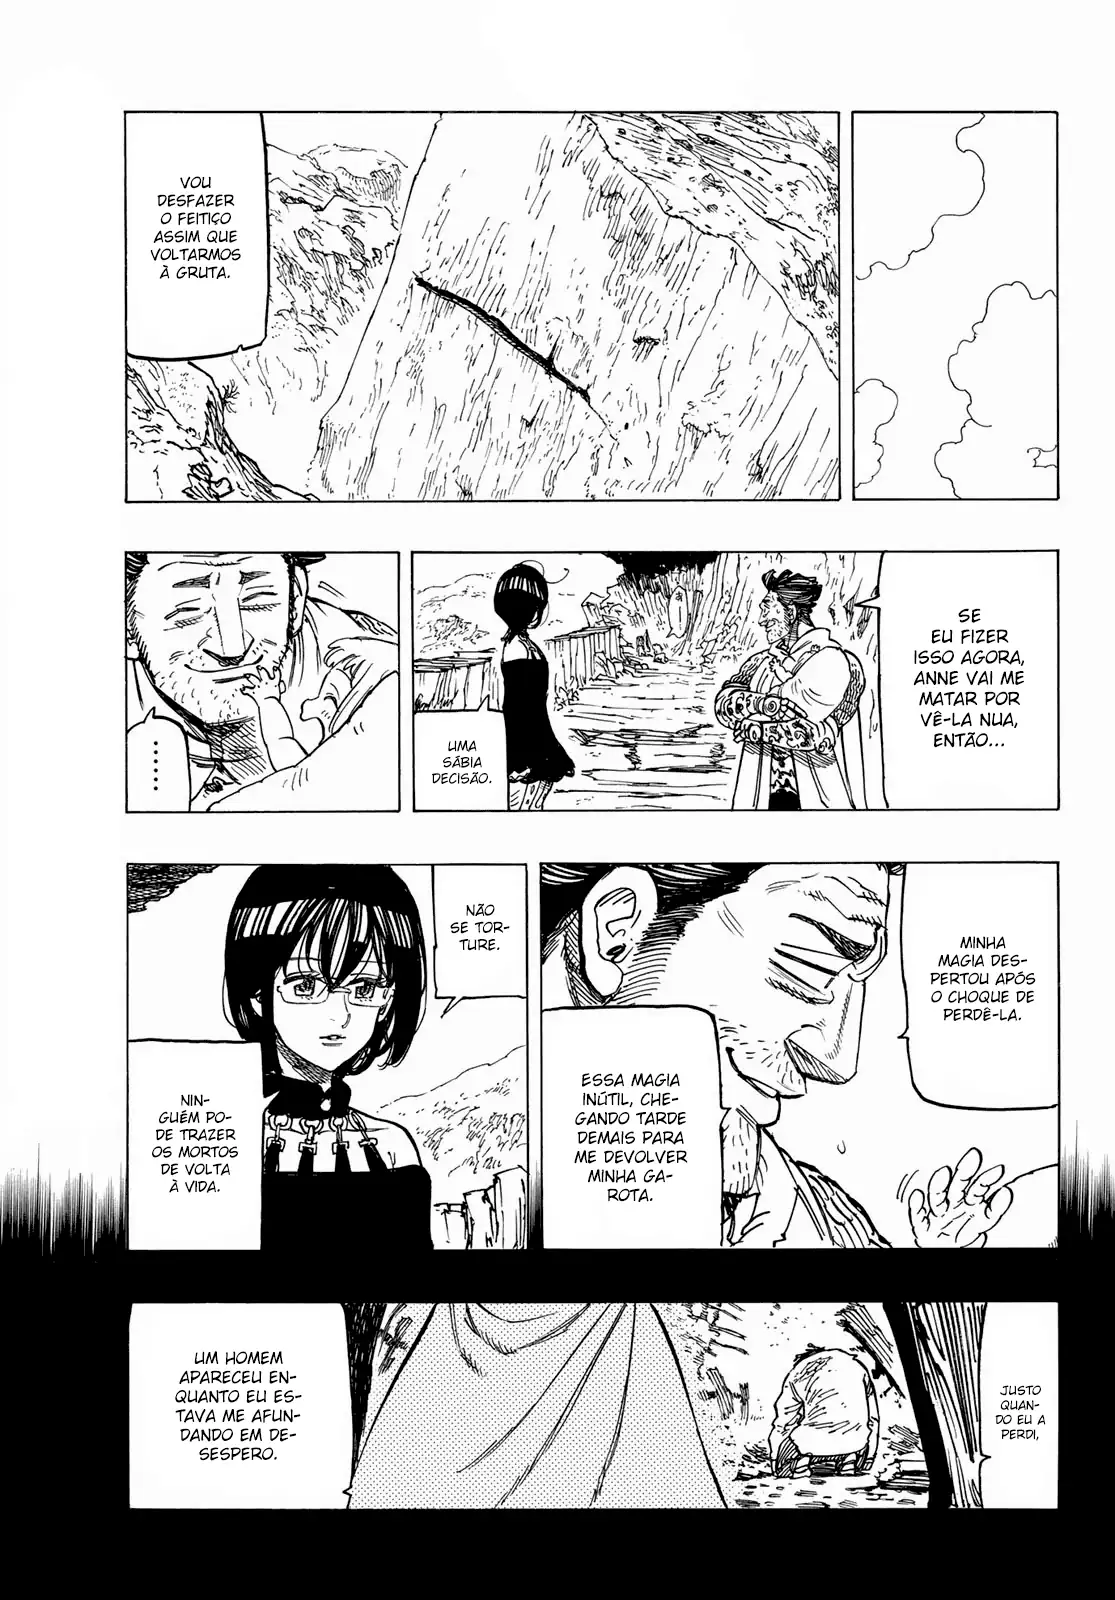 VOU
DESFAZER
O FEITIÇO
ASSIM QUE
VOLTARMOS
À GRUTA.
SE
EU FIZER
ISSO AGORA,
ANNE VAI ME
MATAR POR
VÊ-LA NUA,
ENTÃO...
UMA
SÁBIA
DECISÃO.
......
MINHA
MAGIA DES-
PERTOU APÓS
O CHOQUE DE
PERDÊ-LA.
ESSA MAGIA
INÚTIL, CHE-
GANDO TARDE
DEMAIS PARA
ME DEVOLVER
MINHA GA-
ROTA.
NÃO
SE TOR-
TURE.
NIN-
GUÉM PO-
DE TRAZER
OS MORTOS
DE VOLTA
À VIDA.
JUSTO
QUAN-
DO EU A
PERDI,
UM HOMEM
APARECEU EN-
QUANTO EU ES-
TAVA ME AFUN-
DANDO EM DE-
SESPERO.